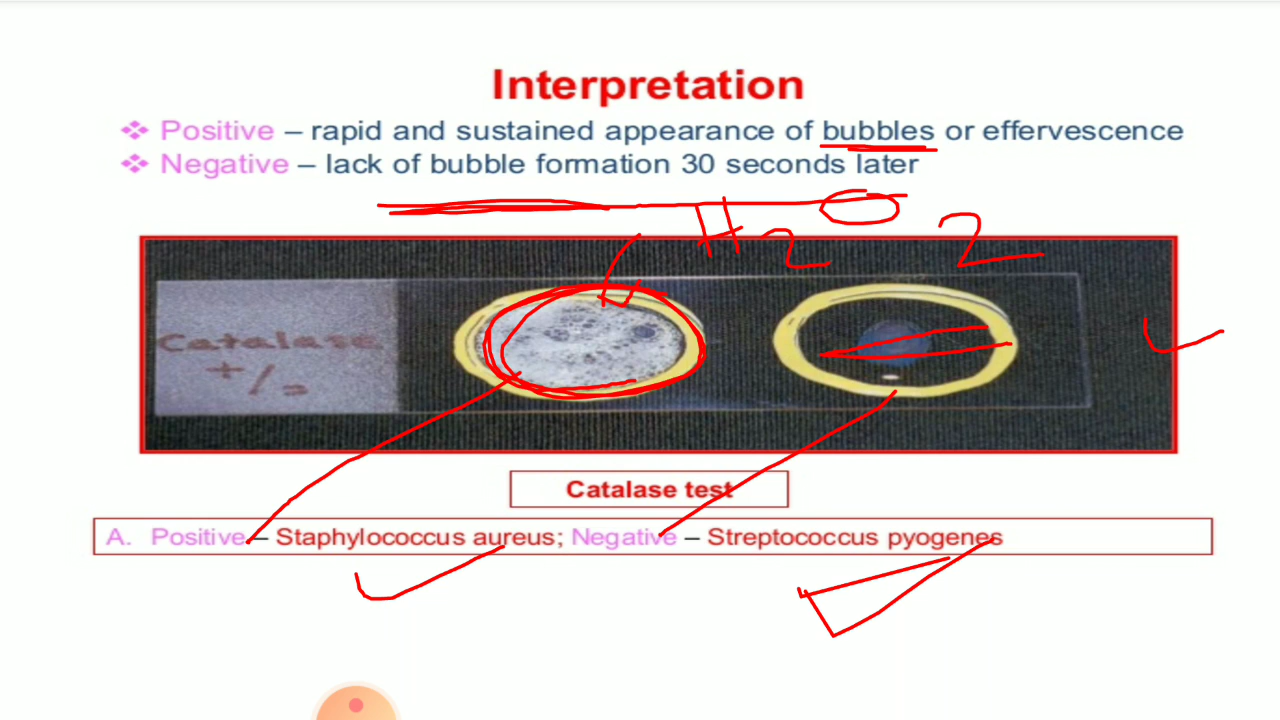 Interpretation
❖ Positive – rapid and sustained appearance of bubbles or effervescence
❖ Negative – lack of bubble formation 30 seconds later
H2O2
Catalase
+/-
Catalase test
A. Positive – Staphylococcus aureus; Negative – Streptococcus pyogenes